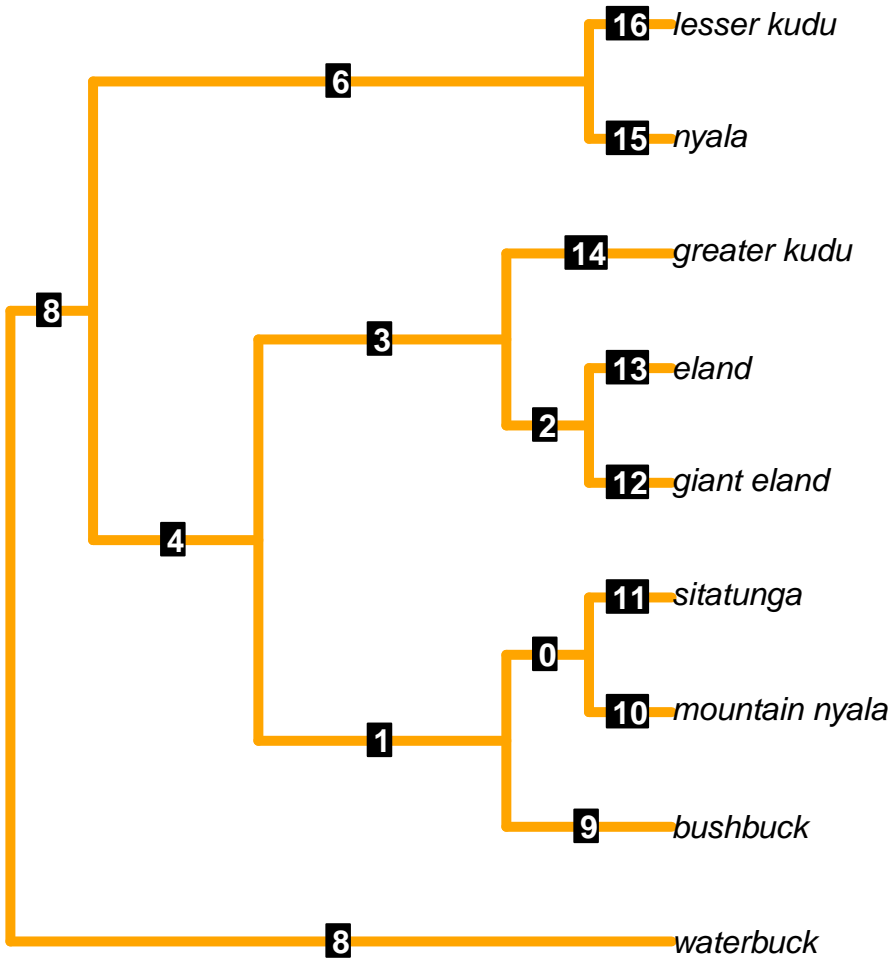 16 lesser kudu
6
15 nyala
14 greater kudu
8
3
13 eland
2
12 giant eland
4
11 sitatunga
0
10 mountain nyala
1
9 bushbuck
8 waterbuck